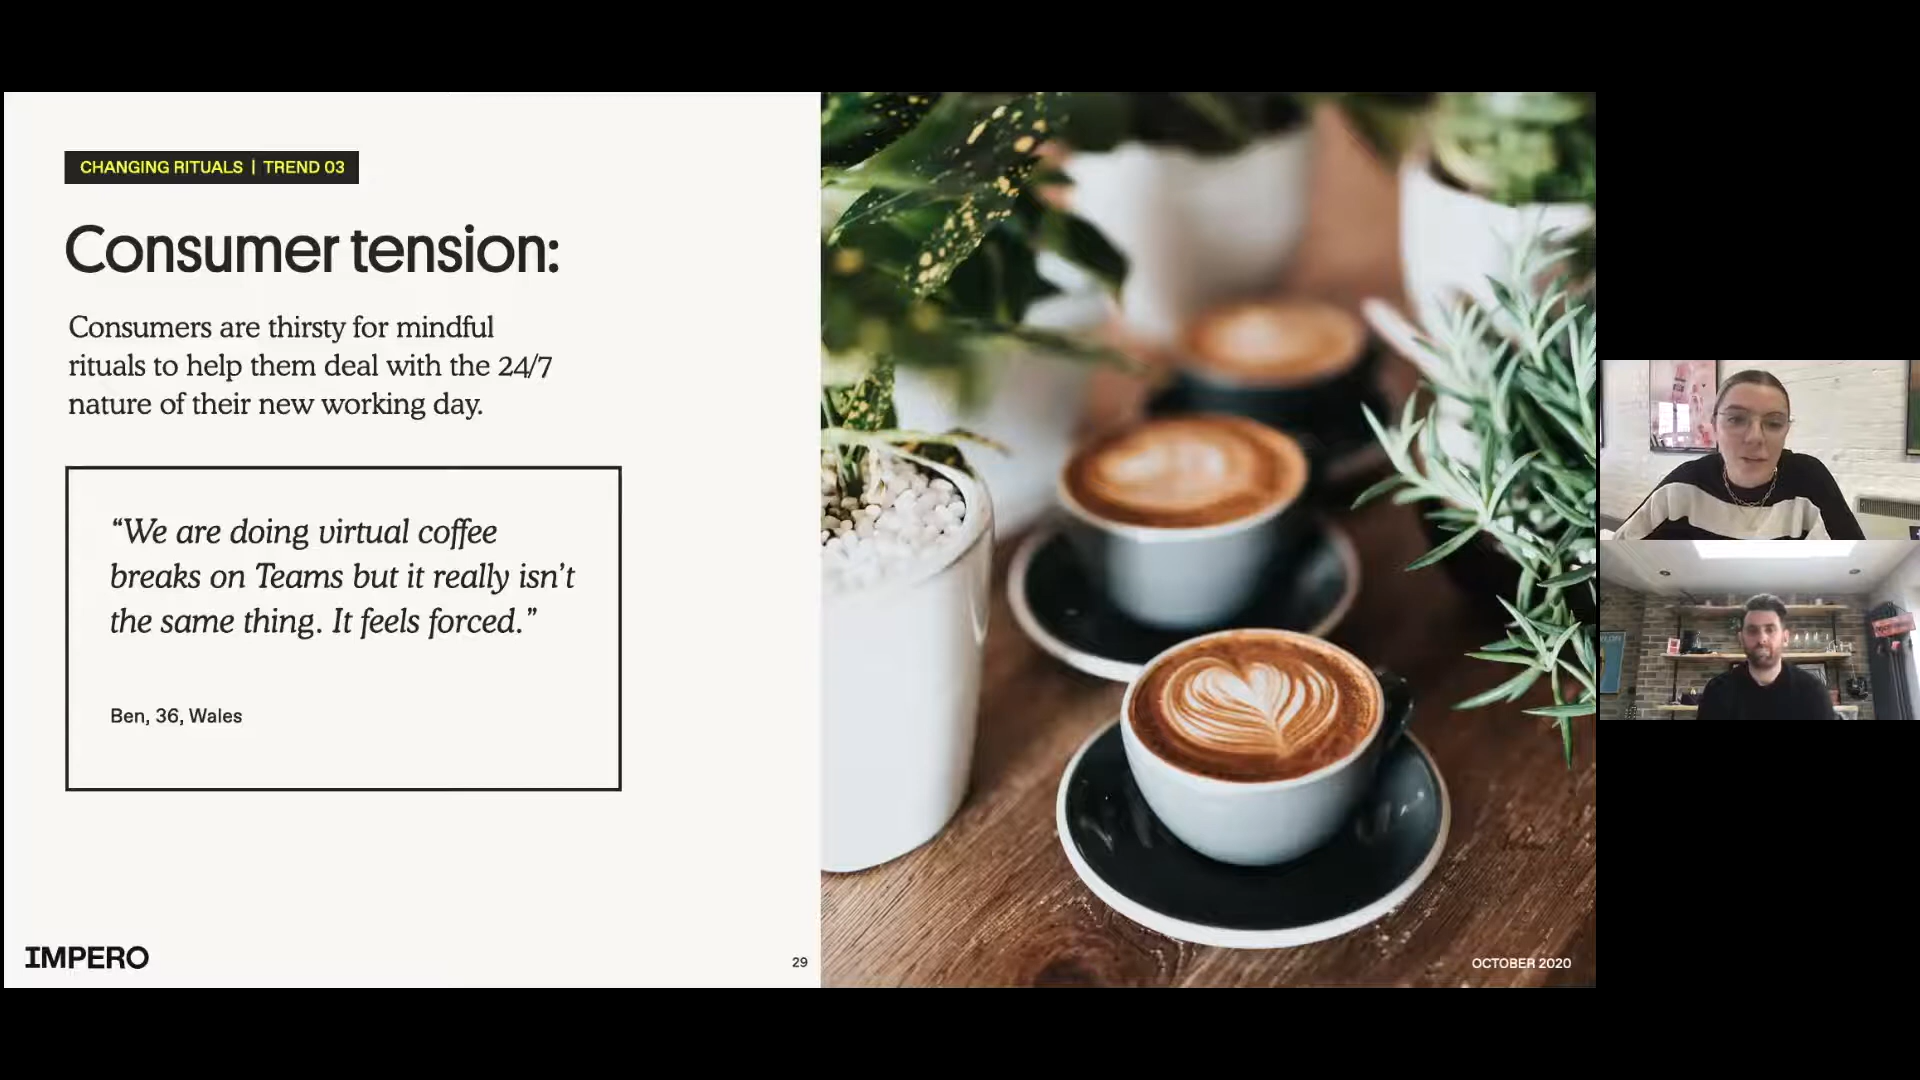 CHANGING RITUALS | TREND 03
Consumer tension:
Consumers are thirsty for mindful
rituals to help them deal with the 24/7
nature of their new working day.
“We are doing virtual coffee
breaks on Teams but it really isn’t
the same thing. It feels forced.”
Ben, 36, Wales
IMPERO
29
OCTOBER 2020